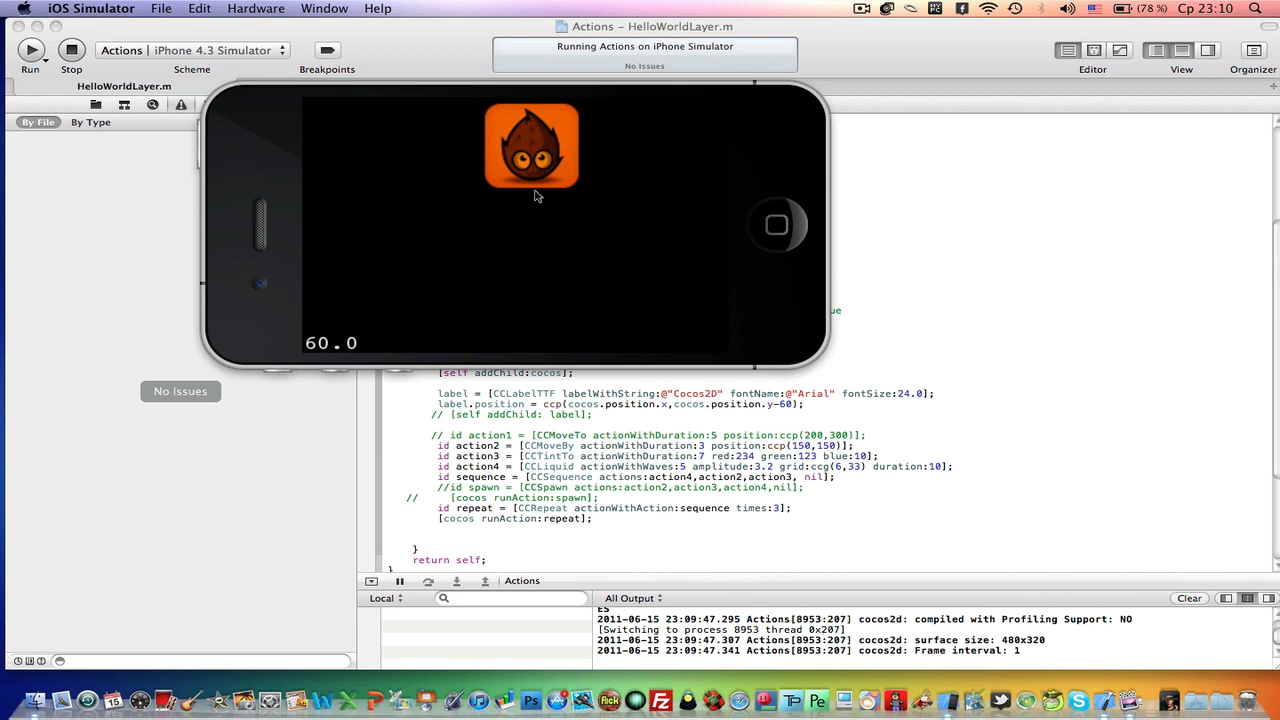 iOS Simulator File Edit Hardware Window Help (78 %) Ср 23:10
Actions – HelloWorldLayer.m
Actions | iPhone 4.3 Simulator
Running Actions on iPhone Simulator
No Issues
Run Stop Scheme Breakpoints Editor View Organizer
HelloWorldLayer.m
By File By Type
60.0
ue
No Issues
[self addChild:cocos];
label = [CCLabelTTF labelWithString:@"Cocos2D" fontName:@"Arial" fontSize:24.0];
label.position = ccp(cocos.position.x,cocos.position.y-60);
// [self addChild: label];
// id action1 = [CCMoveTo actionWithDuration:5 position:ccp(200,300)];
id action2 = [CCMoveBy actionWithDuration:3 position:ccp(150,150)];
id action3 = [CCTintTo actionWithDuration:7 red:234 green:123 blue:10];
id action4 = [CCLiquid actionWithWaves:5 amplitude:3.2 grid:ccg(6,33) duration:10];
id sequence = [CCSequence actions:action4,action2,action3, nil];
//id spawn = [CCSpawn actions:action2,action3,action4,nil];
// [cocos runAction:spawn];
id repeat = [CCRepeat actionWithAction:sequence times:3];
[cocos runAction:repeat];
}
return self;
}
Actions
Local All Output Clear
ES
2011-06-15 23:09:47.295 Actions[8953:207] cocos2d: compiled with Profiling Support: NO
[Switching to process 8953 thread 0x207]
2011-06-15 23:09:47.307 Actions[8953:207] cocos2d: surface size: 480x320
2011-06-15 23:09:47.341 Actions[8953:207] cocos2d: Frame interval: 1